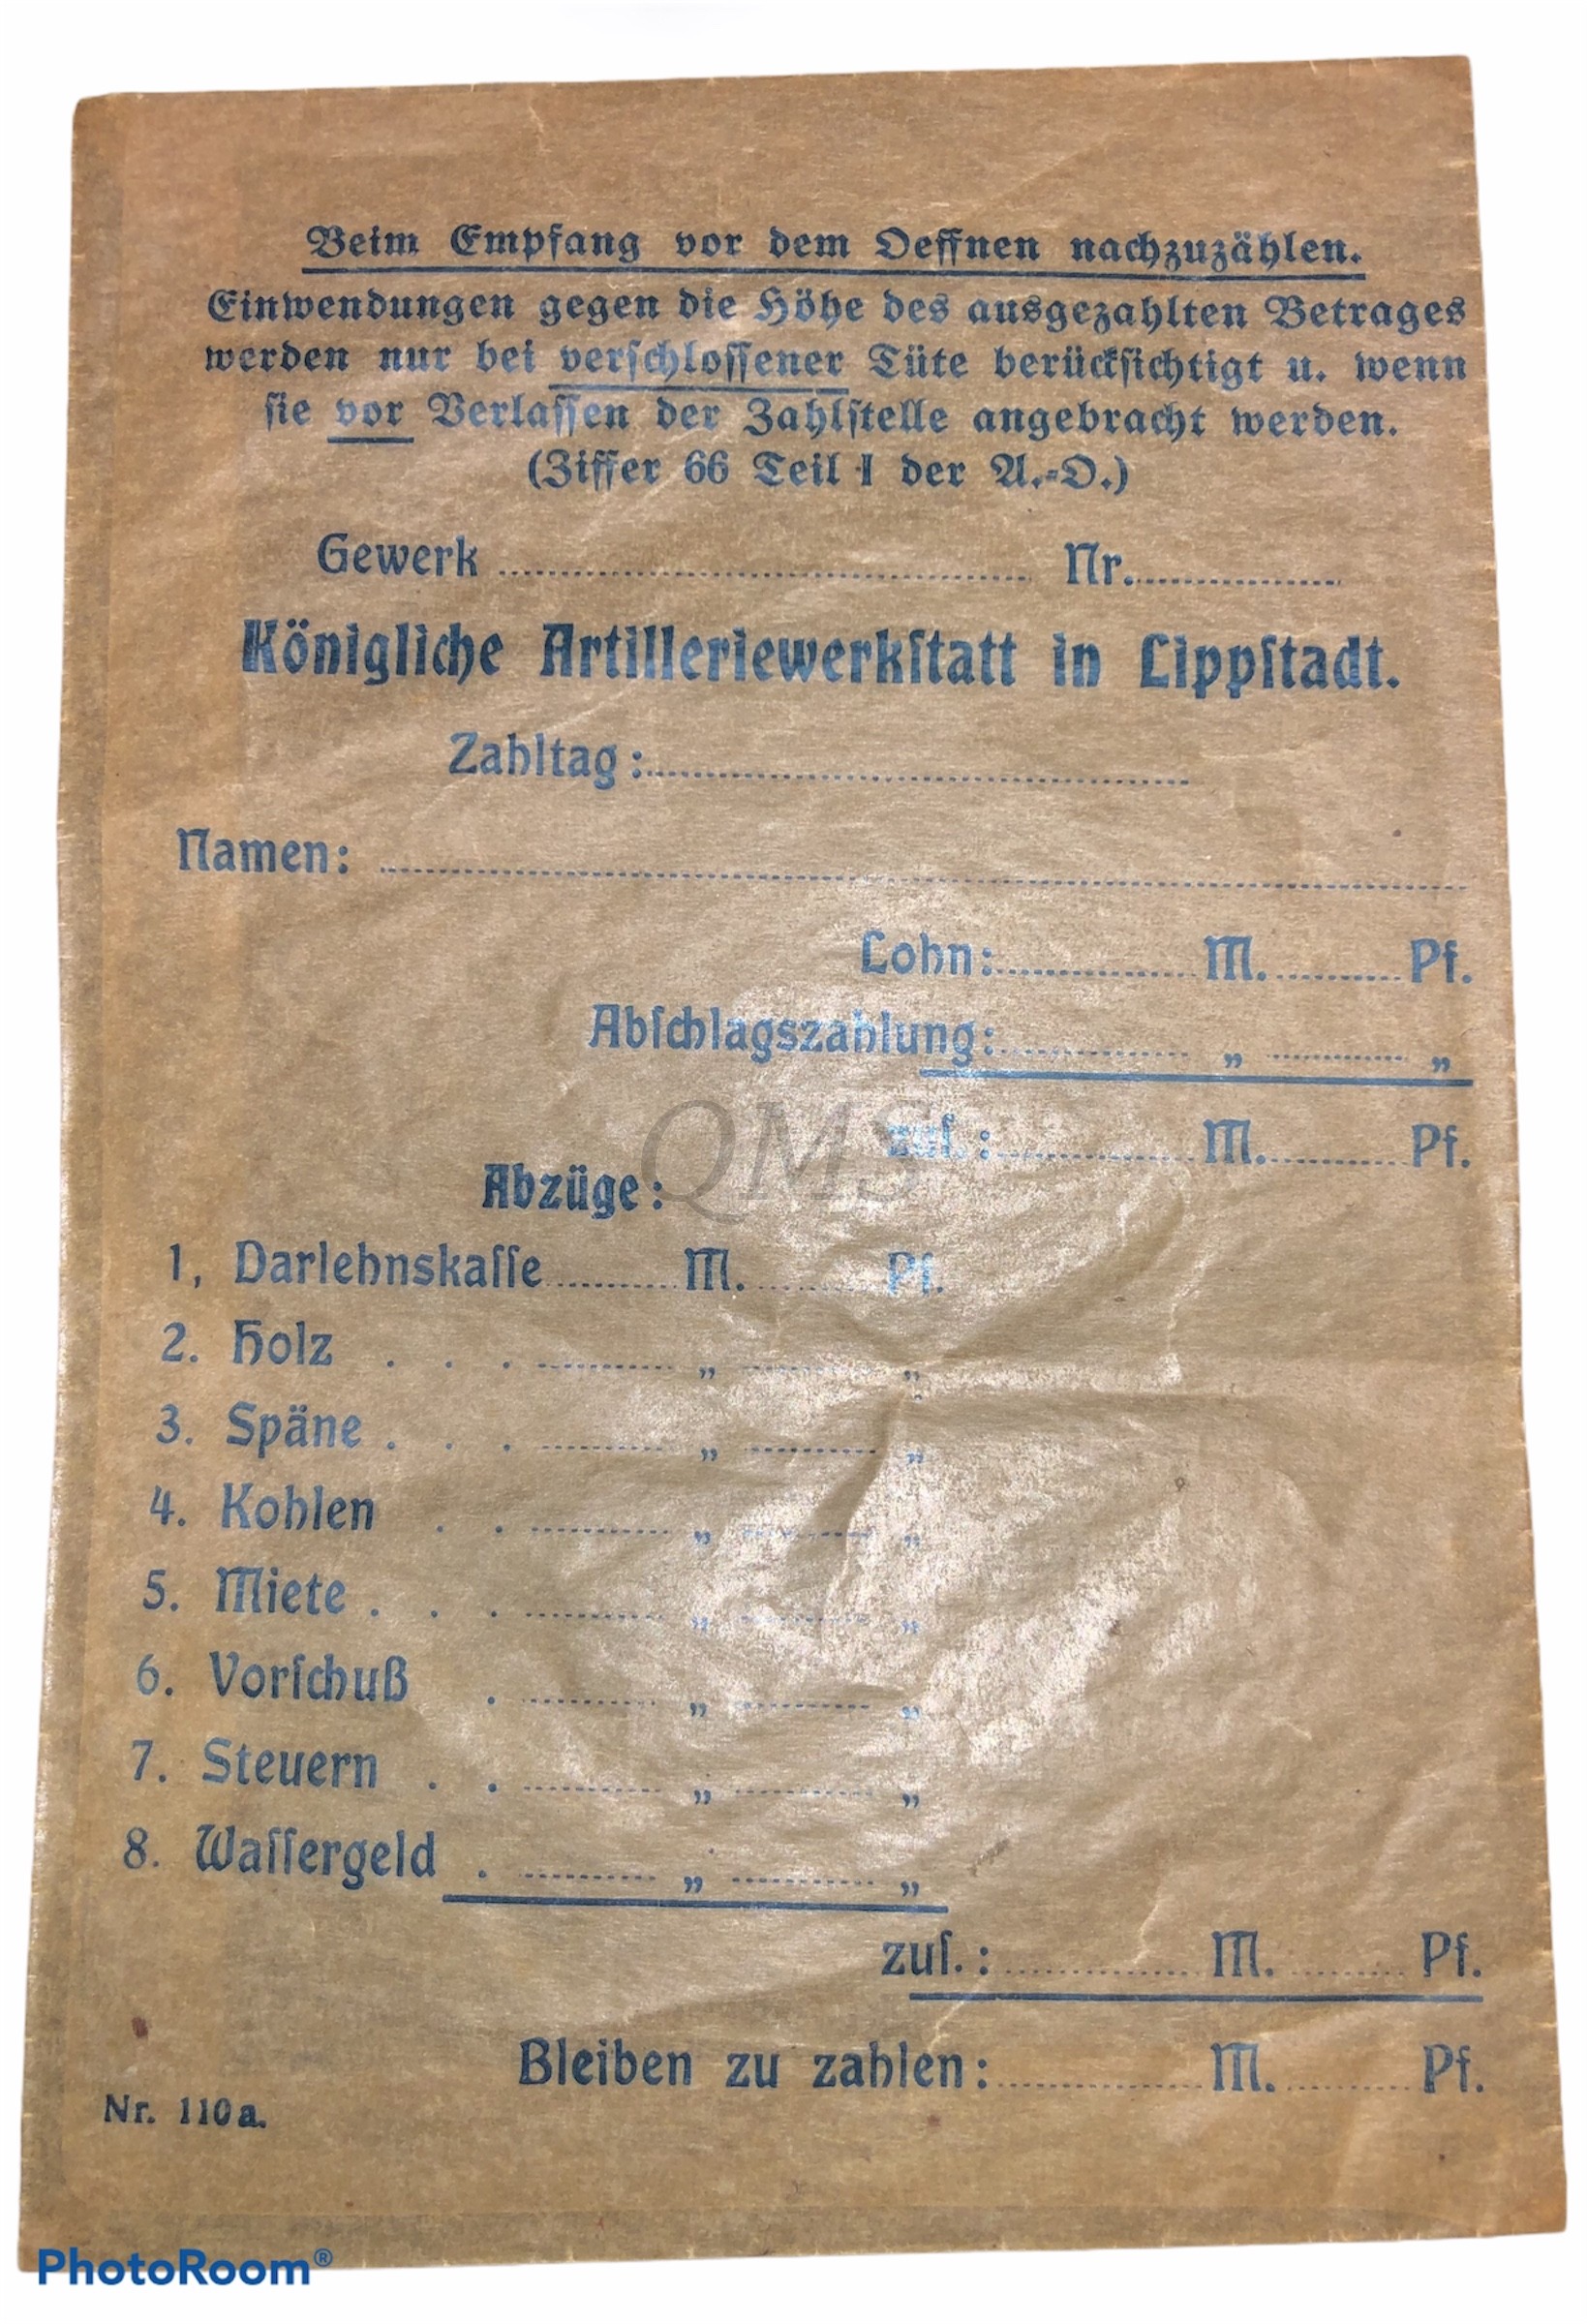 Beim Empfang vor dem Oeffnen nachzuzählen.
Einwendungen gegen die Höhe des ausgezahlten Betrages
werden nur bei verschlossener Tüte berücksichtigt u. wenn
sie vor Verlassen der Zahlstelle angebracht werden.
(Ziffer 66 Teil I der A.-O.)
Gewerk Nr.
Königliche Artilleriewerkstatt in Lippstadt.
Zahltag:
Namen:
Lohn: M. Pf.
Abschlagszahlung: „ „
zus.: M. Pf.
QMS
Abzüge:
1, Darlehnskasse M. Pf.
2. Holz . . . „ „
3. Späne . . . „ „
4. Kohlen . . „ „
5. Miete . . . „ „
6. Vorschuß . „ „
7. Steuern . . „ „
8. Wassergeld . „ „
zus.: M. Pf.
Bleiben zu zahlen: M. Pf.
Nr. 110a.
PhotoRoom®